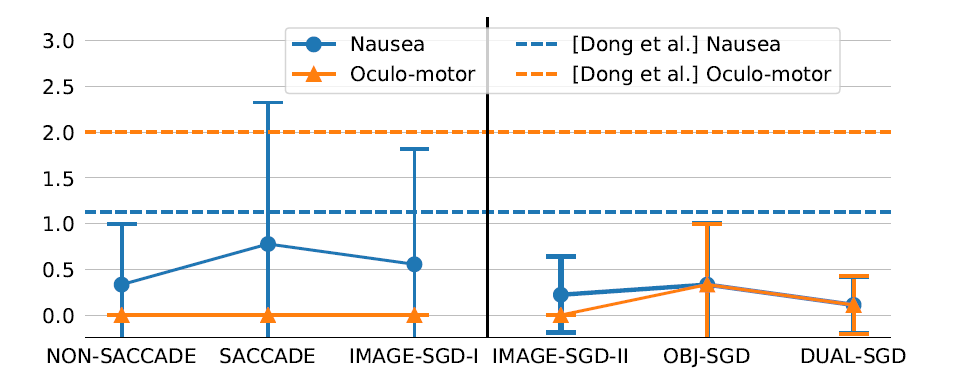 3.0
2.5
2.0
1.5
1.0
0.5
0.0
Nausea
Oculo-motor
[Dong et al.] Nausea
[Dong et al.] Oculo-motor
NON-SACCADE SACCADE IMAGE-SGD-I IMAGE-SGD-II OBJ-SGD DUAL-SGD